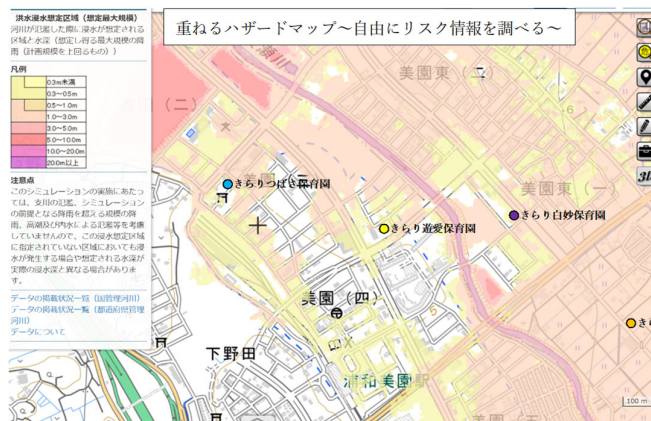 重ねるハザードマップ～自由にリスク情報を調べる～
洪水浸水想定区域（想定最大規模）
河川が氾濫した際に浸水が想定される
区域と水深（想定し得る最大規模の降
雨（計画規模を上回るもの））
凡例
0.3m未満
0.3～0.5m
0.5～1.0m
1.0～3.0m
3.0～5.0m
5.0～10.0m
10.0～20.0m
20.0m以上
注意点
このシミュレーションの実施にあたっ
ては、支川の氾濫、シミュレーション
の前提となる降雨を超える規模の降
雨、高潮及び内水による氾濫等を考慮
していませんので、この浸水想定区域
に指定されていない区域においても浸
水が発生する場合や想定される水深が
実際の浸水深と異なる場合がありま
す。
データの掲載状況一覧（国管理河川）
データの掲載状況一覧（都道府県管理
河川）
データについて
美園東（二）
（二）
きらりつばさ保育園
美園東（一）
きらり白妙保育園
きらり遊愛保育園
美園（四）
きら
下野田
浦和美園駅
美園（五）
6
5
3D
100 m